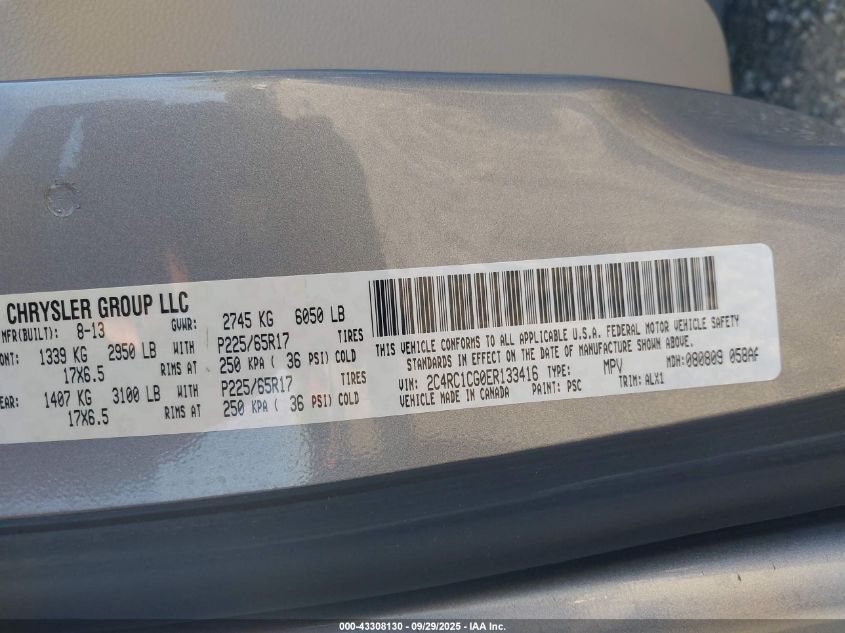 CHRYSLER GROUP LLC
MFR(BUILT): 8-13 GVWR: 2745 KG 6050 LB
1339 KG 2950 LB WITH P225/65R17 TIRES
17X6.5 RIMS AT 250 KPA ( 36 PSI) COLD
1407 KG 3100 LB WITH P225/65R17 TIRES
17X6.5 RIMS AT 250 KPA ( 36 PSI) COLD
THIS VEHICLE CONFORMS TO ALL APPLICABLE U.S.A. FEDERAL MOTOR VEHICLE SAFETY
STANDARDS IN EFFECT ON THE DATE OF MANUFACTURE SHOWN ABOVE.
VIN: 2C4RC1CG0ER133416 TYPE: MPV MDH: 080809 058AF
VEHICLE MADE IN CANADA PAINT: PSC TRIM: ALX1
000-43308130 - 09/29/2025 - IAA Inc.